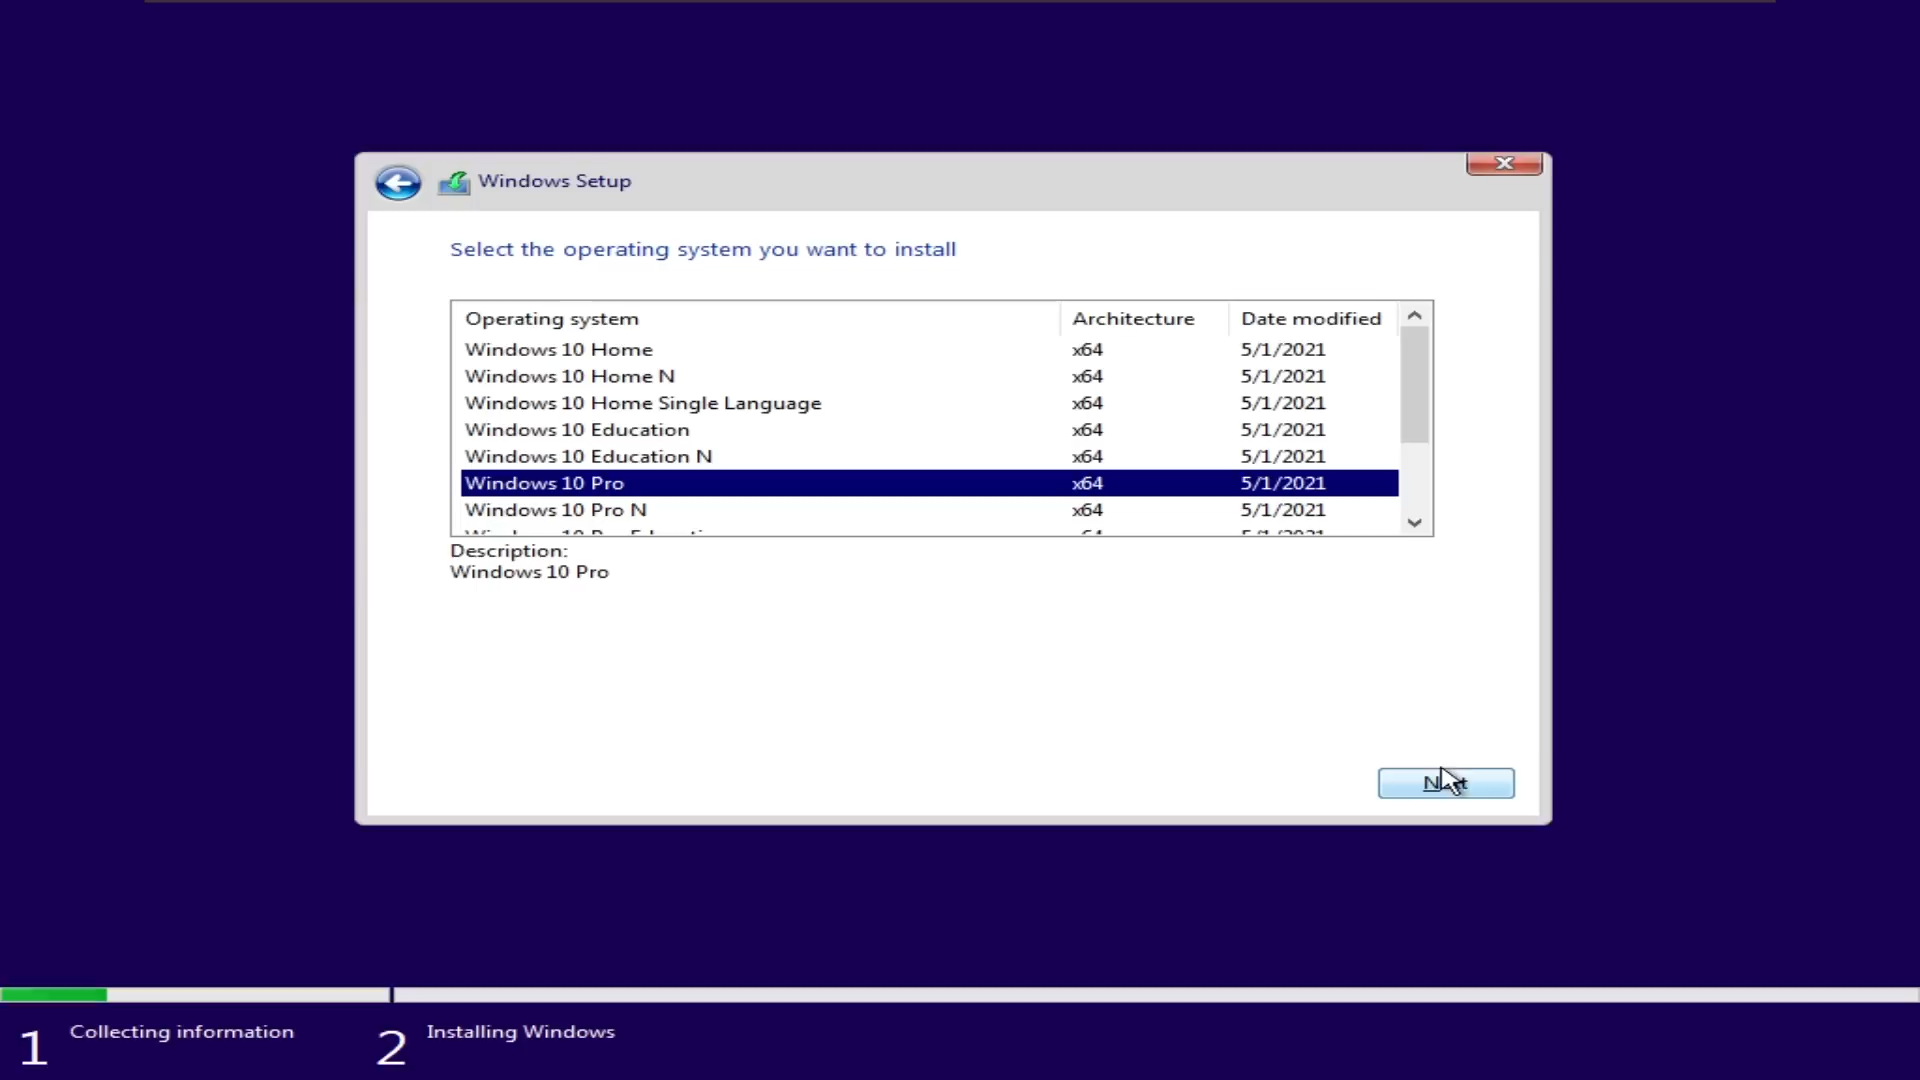 Windows Setup
Select the operating system you want to install
Operating system Architecture Date modified
Windows 10 Home x64 5/1/2021
Windows 10 Home N x64 5/1/2021
Windows 10 Home Single Language x64 5/1/2021
Windows 10 Education x64 5/1/2021
Windows 10 Education N x64 5/1/2021
Windows 10 Pro x64 5/1/2021
Windows 10 Pro N x64 5/1/2021
Description:
Windows 10 Pro
Next
1 Collecting information 2 Installing Windows